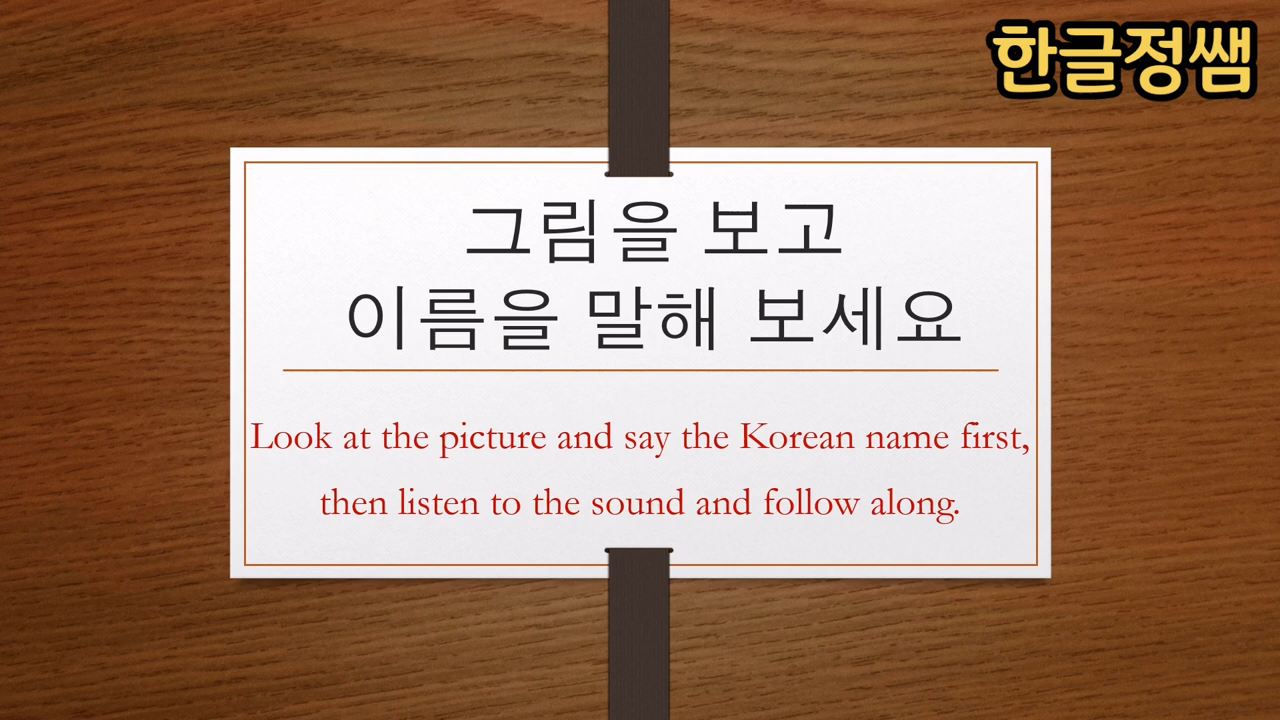 한글정쌤
그림을 보고
이름을 말해 보세요
Look at the picture and say the Korean name first,
then listen to the sound and follow along.